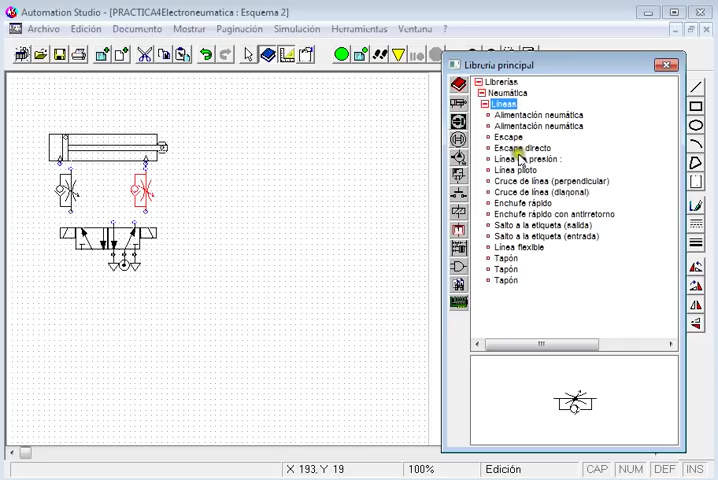 Automation Studio - [PRACTICA4Electroneumatica : Esquema 2]
Archivo Edición Documento Mostrar Paginación Simulación Herramientas Ventana ?
Librería principal
Librerías
Neumática
Líneas
Alimentación neumática
Alimentación neumática
Escape
Escape directo
Línea presión :
Línea piloto
Cruce de línea (perpendicular)
Cruce de línea (diagonal)
Enchufe rápido
Enchufe rápido con antirretorno
Salto a la etiqueta (salida)
Salto a la etiqueta (entrada)
Línea flexible
Tapón
Tapón
Tapón
X 193, Y 19 100% Edición CAP NUM DEF INS